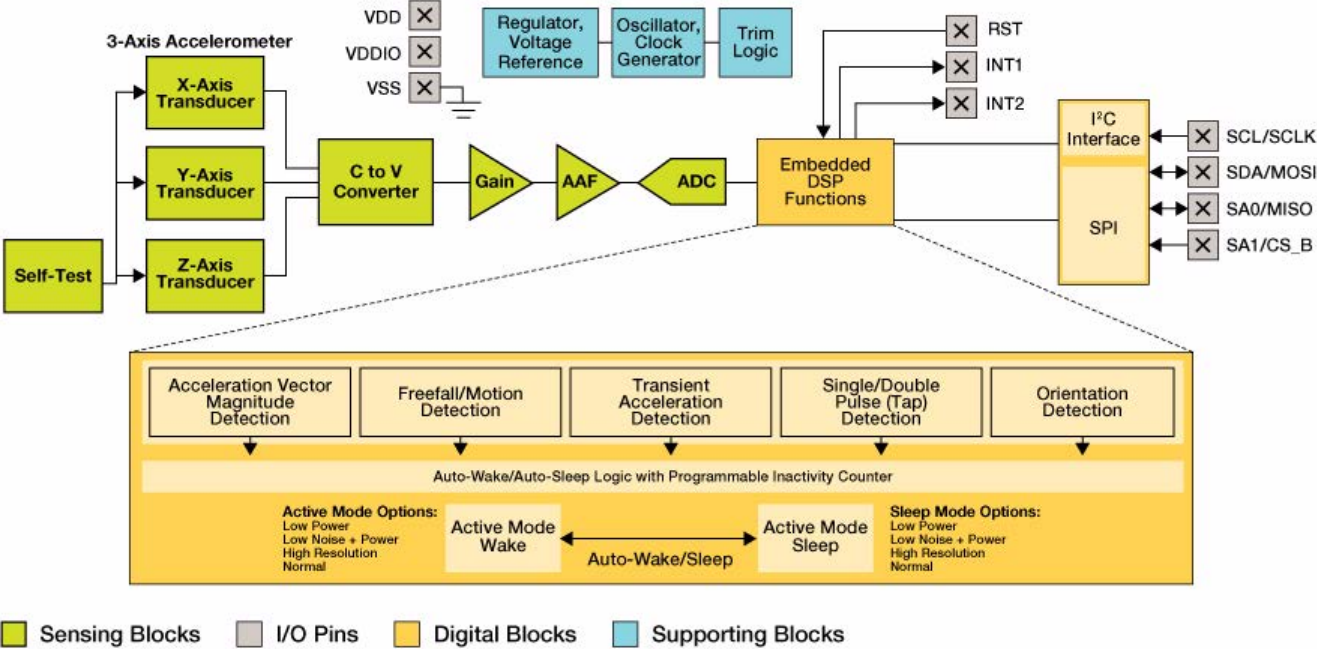 VDD
VDDIO
VSS
Regulator,
Voltage
Reference
Oscillator,
Clock
Generator
Trim
Logic
RST
INT1
INT2
3-Axis Accelerometer
X-Axis
Transducer
Y-Axis
Transducer
Z-Axis
Transducer
Self-Test
C to V
Converter
Gain
AAF
ADC
Embedded
DSP
Functions
I²C
Interface
SPI
SCL/SCLK
SDA/MOSI
SA0/MISO
SA1/CS_B
Acceleration Vector
Magnitude
Detection
Freefall/Motion
Detection
Transient
Acceleration
Detection
Single/Double
Pulse (Tap)
Detection
Orientation
Detection
Auto-Wake/Auto-Sleep Logic with Programmable Inactivity Counter
Active Mode Options:
Low Power
Low Noise + Power
High Resolution
Normal
Active Mode
Wake
Auto-Wake/Sleep
Active Mode
Sleep
Sleep Mode Options:
Low Power
Low Noise + Power
High Resolution
Normal
Sensing Blocks
I/O Pins
Digital Blocks
Supporting Blocks